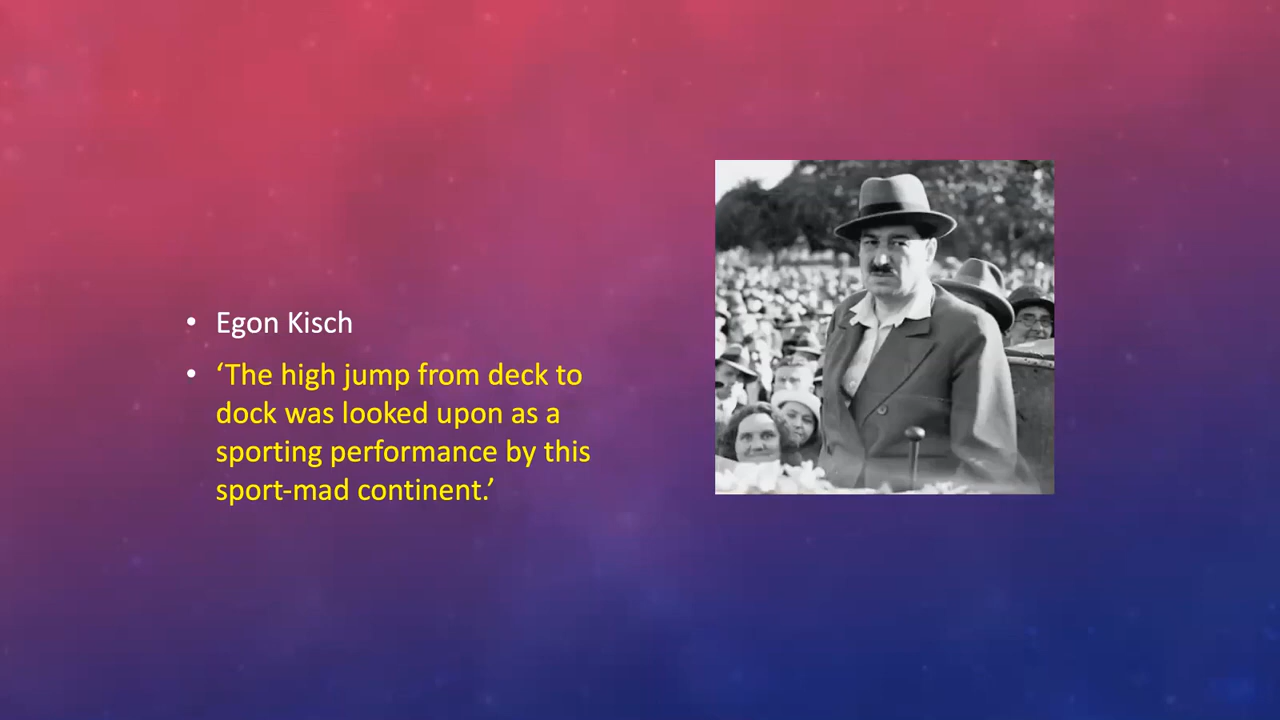 • Egon Kisch
• ‘The high jump from deck to
dock was looked upon as a
sporting performance by this
sport-mad continent.’